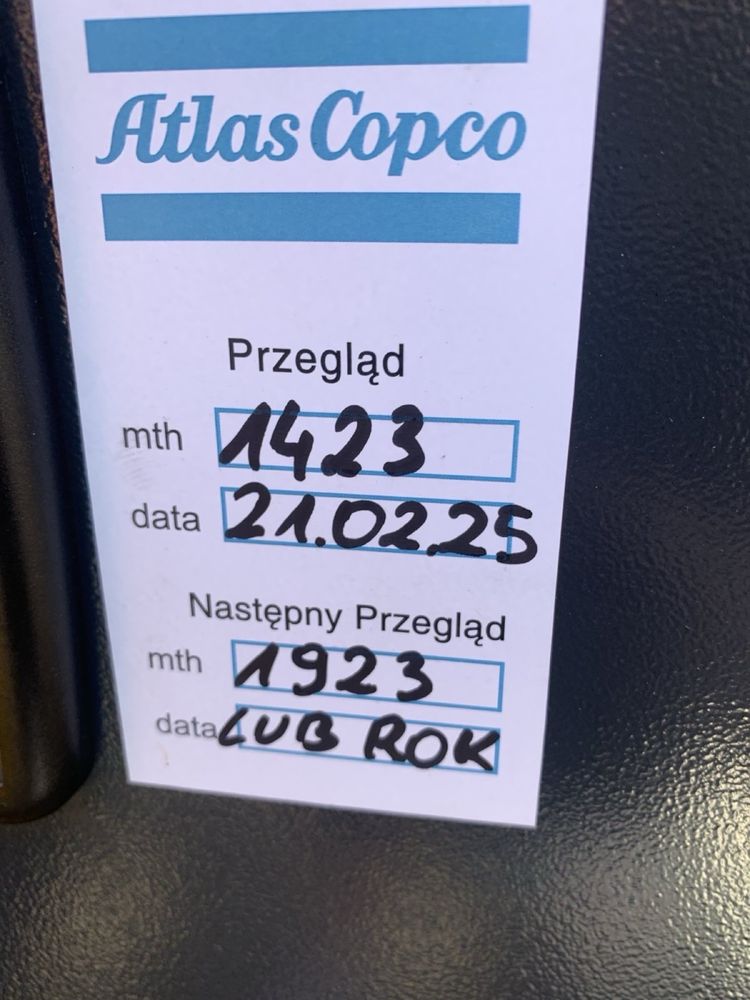 Atlas Copco
Przegląd
mth 1423
data 21.02.25
Następny Przegląd
mth 1923
data LUB ROK